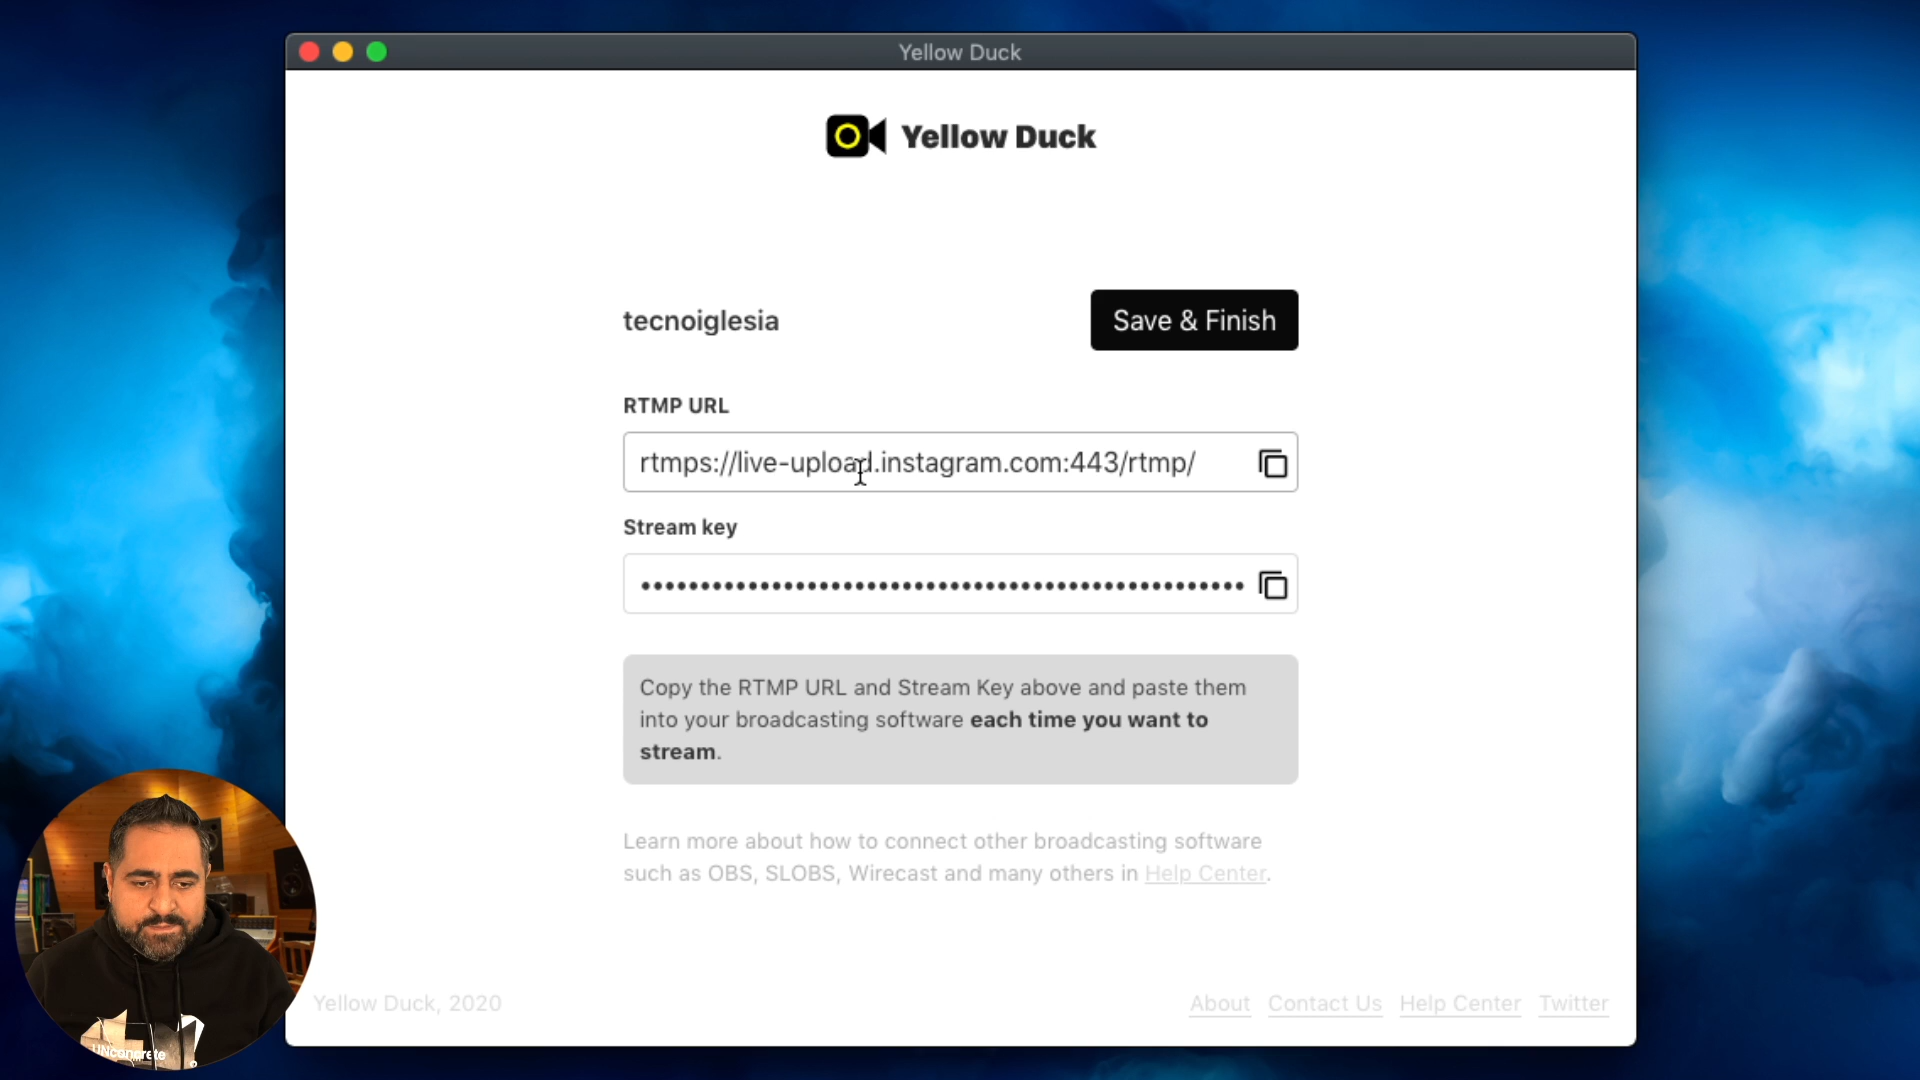 Yellow Duck
Yellow Duck
tecnoiglesia
Save & Finish
RTMP URL
rtmps://live-upload.instagram.com:443/rtmp/
Stream key
••••••••••••••••••••••••••••••••••••••••••••••••••••
Copy the RTMP URL and Stream Key above and paste them
into your broadcasting software each time you want to
stream.
Learn more about how to connect other broadcasting software
such as OBS, SLOBS, Wirecast and many others in Help Center.
Yellow Duck, 2020
About Contact Us Help Center Twitter
UNconcrete